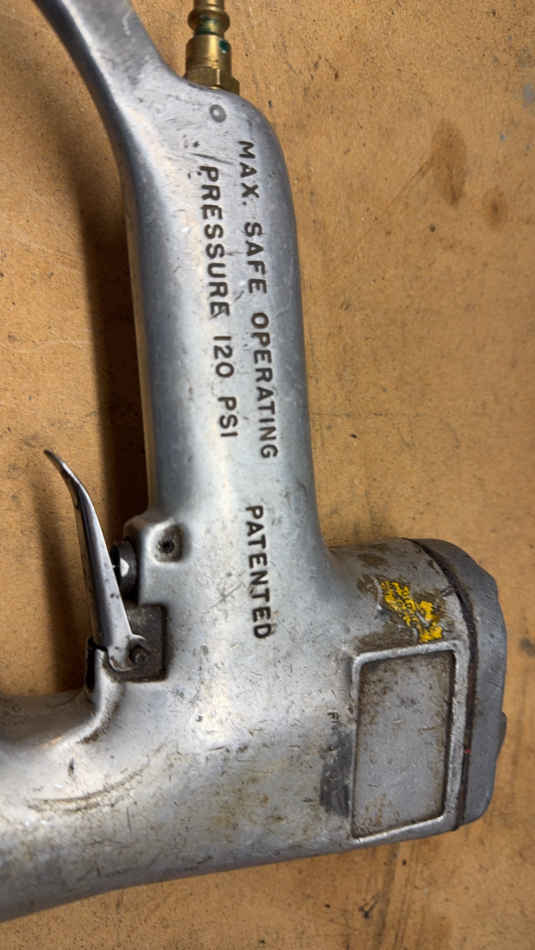 MAX. SAFE OPERATING
PRESSURE 120 PSI
PATENTED